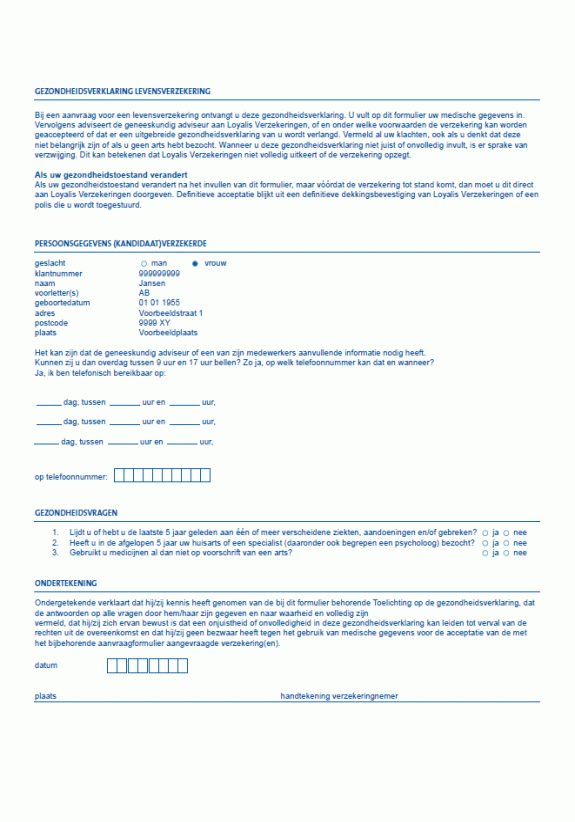 GEZONDHEIDSVERKLARING LEVENSVERZEKERING
Bij een aanvraag voor een levensverzekering ontvangt u deze gezondheidsverklaring. U vult op dit formulier uw medische gegevens in.
Vervolgens adviseert de geneeskundig adviseur aan Loyalis Verzekeringen, of en onder welke voorwaarden de verzekering kan worden
geaccepteerd of dat er een uitgebreide gezondheidsverklaring van u wordt verlangd. Vermeld al uw klachten, ook als u denkt dat deze
niet belangrijk zijn of als u geen arts hebt bezocht. Wanneer u deze gezondheidsverklaring niet juist of onvolledig invult, is er sprake van
verzwijging. Dit kan betekenen dat Loyalis Verzekeringen niet volledig uitkeert of de verzekering opzegt.
Als uw gezondheidstoestand verandert
Als uw gezondheidstoestand verandert na het invullen van dit formulier, maar vóórdat de verzekering tot stand komt, dan moet u dit direct
aan Loyalis Verzekeringen doorgeven. Definitieve acceptatie blijkt uit een definitieve dekkingsbevestiging van Loyalis Verzekeringen of een
polis die u wordt toegestuurd.
PERSOONSGEGEVENS (KANDIDAAT)VERZEKERDE
geslacht man vrouw
klantnummer 999999999
naam Jansen
voorletter(s) AB
geboortedatum 01 01 1955
adres Voorbeeldstraat 1
postcode 9999 XY
plaats Voorbeeldplaats
Het kan zijn dat de geneeskundig adviseur of een van zijn medewerkers aanvullende informatie nodig heeft.
Kunnen zij u dan overdag tussen 9 uur en 17 uur bellen? Zo ja, op welk telefoonnummer kan dat en wanneer?
Ja, ik ben telefonisch bereikbaar op:
______ dag, tussen _______ uur en _______ uur,
______ dag, tussen _______ uur en _______ uur,
______ dag, tussen _______ uur en _______ uur,
op telefoonnummer:
GEZONDHEIDSVRAGEN
1. Lijdt u of hebt u de laatste 5 jaar geleden aan één of meer verscheidene ziekten, aandoeningen en/of gebreken? ja nee
2. Heeft u in de afgelopen 5 jaar uw huisarts of een specialist (daaronder ook begrepen een psycholoog) bezocht? ja nee
3. Gebruikt u medicijnen al dan niet op voorschrift van een arts? ja nee
ONDERTEKENING
Ondergetekende verklaart dat hij/zij kennis heeft genomen van de bij dit formulier behorende Toelichting op de gezondheidsverklaring, dat
de antwoorden op alle vragen door hem/haar zijn gegeven en naar waarheid en volledig zijn
vermeld, dat hij/zij zich ervan bewust is dat een onjuistheid of onvolledigheid in deze gezondheidsverklaring kan leiden tot verval van de
rechten uit de overeenkomst en dat hij/zij geen bezwaar heeft tegen het gebruik van medische gegevens voor de acceptatie van de met
het bijbehorende aanvraagformulier aangevraagde verzekering(en).
datum
plaats handtekening verzekeringnemer